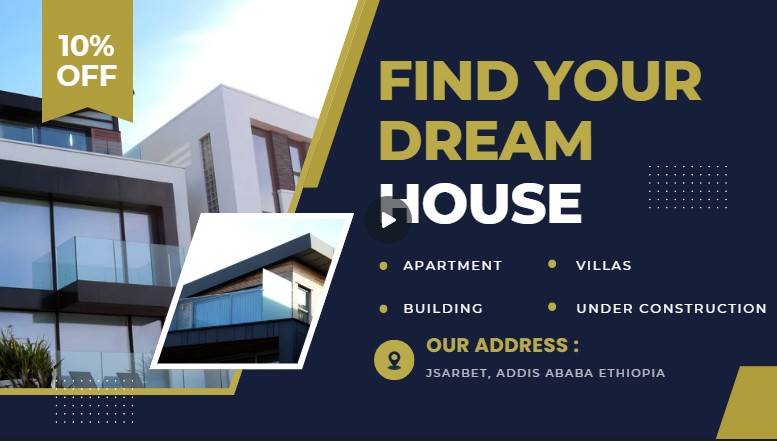 10%
OFF
FIND YOUR
DREAM
HOUSE
APARTMENT
VILLAS
BUILDING
UNDER CONSTRUCTION
OUR ADDRESS :
JSARBET, ADDIS ABABA ETHIOPIA